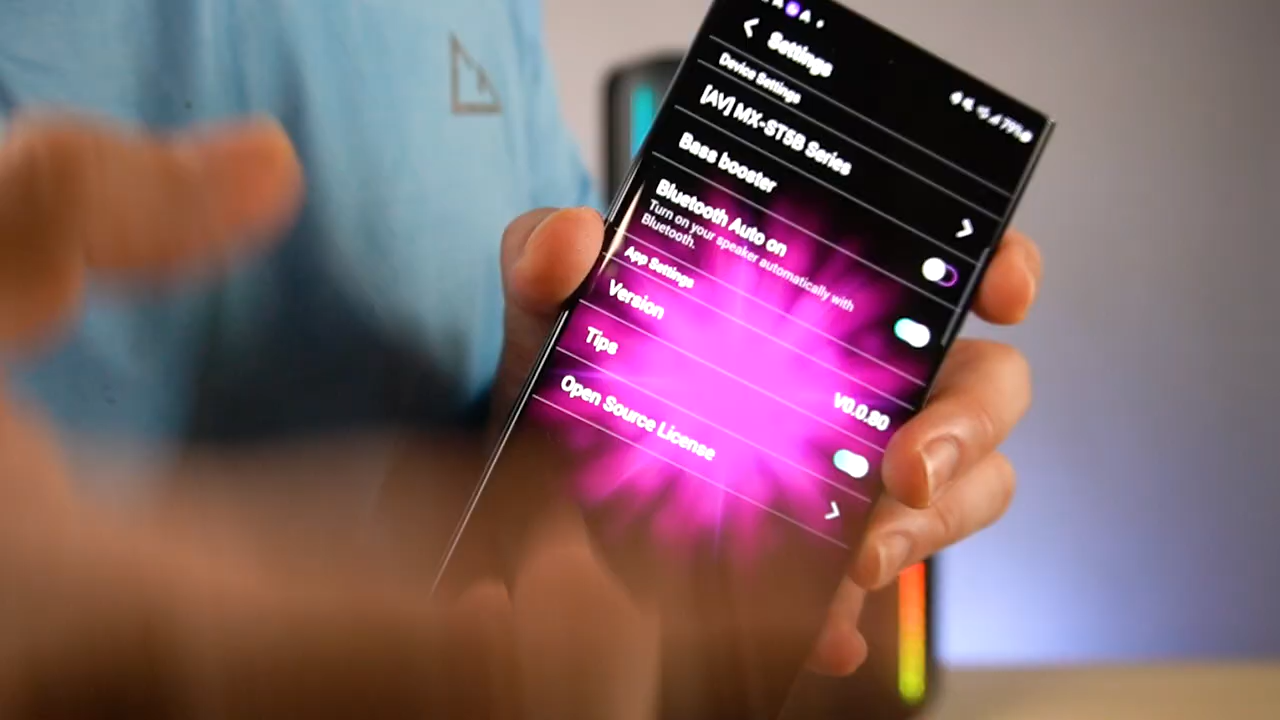 Settings
79%
Device Settings
[AV] MX-ST5B Series
Bass booster
Bluetooth Auto on
Turn on your speaker automatically with
Bluetooth.
App Settings
Version
V0.0.80
Tips
Open Source License